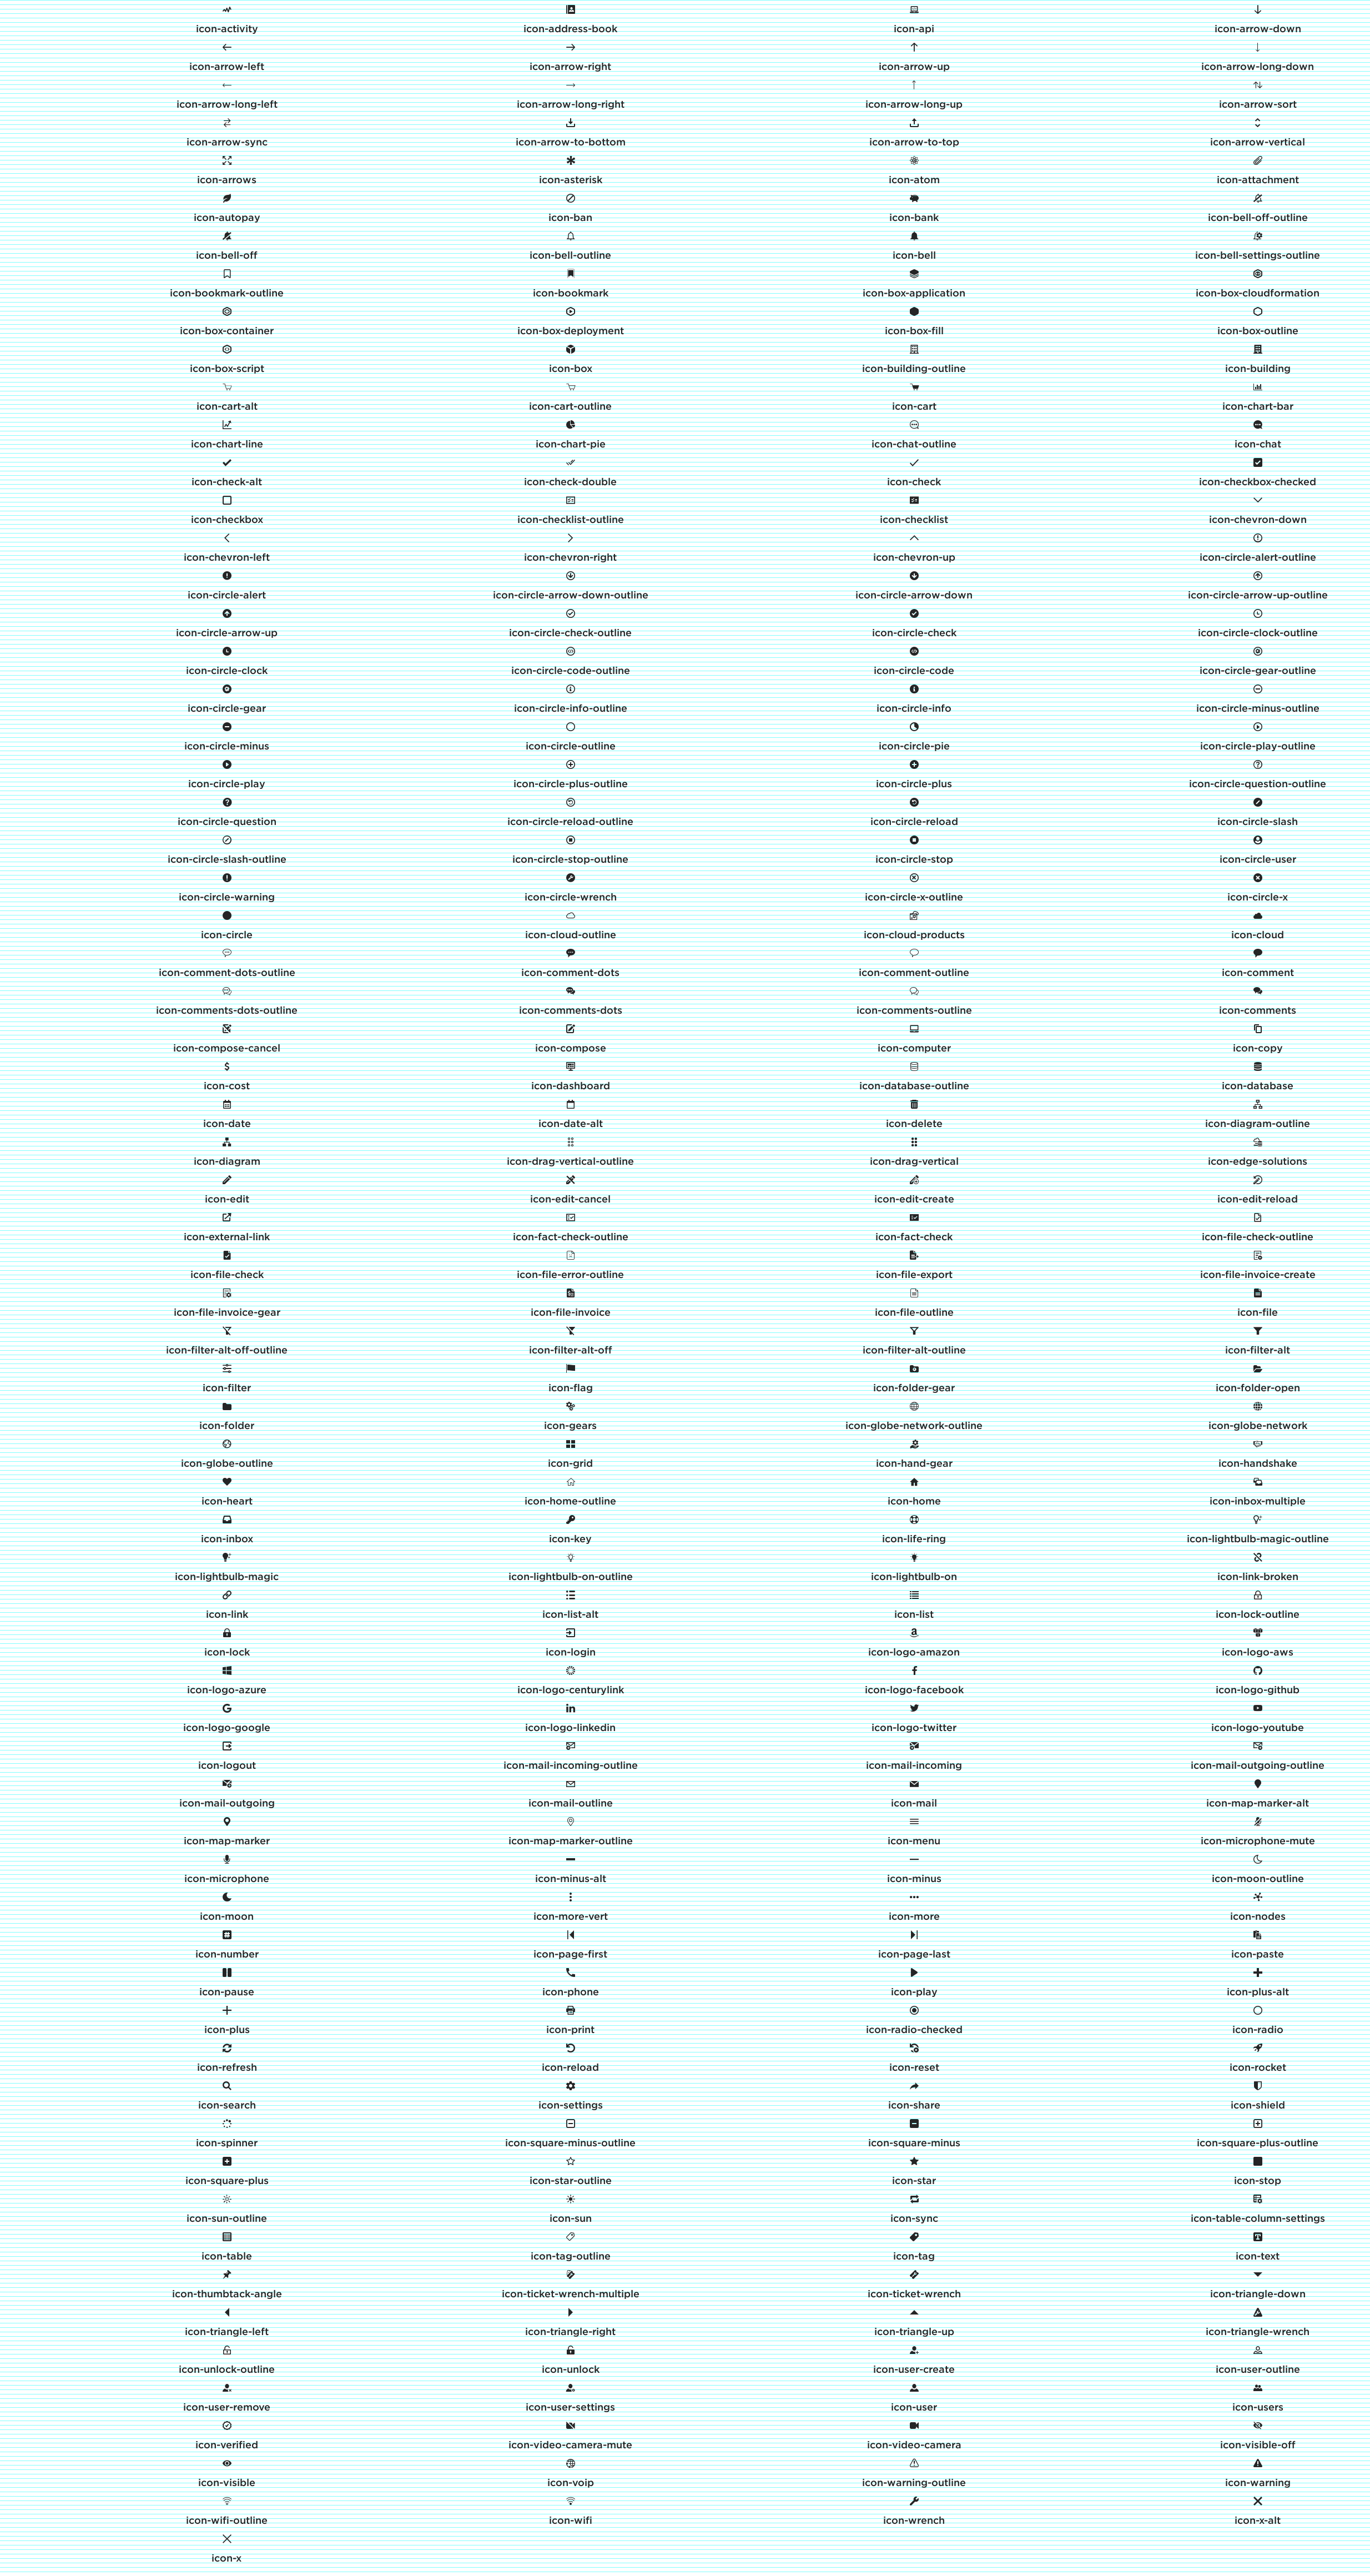 icon-activity icon-address-book icon-api icon-arrow-down
icon-arrow-left icon-arrow-right icon-arrow-up icon-arrow-long-down
icon-arrow-long-left icon-arrow-long-right icon-arrow-long-up icon-arrow-sort
icon-arrow-sync icon-arrow-to-bottom icon-arrow-to-top icon-arrow-vertical
icon-arrows icon-asterisk icon-atom icon-attachment
icon-autopay icon-ban icon-bank icon-bell-off-outline
icon-bell-off icon-bell-outline icon-bell icon-bell-settings-outline
icon-bookmark-outline icon-bookmark icon-box-application icon-box-cloudformation
icon-box-container icon-box-deployment icon-box-fill icon-box-outline
icon-box-script icon-box icon-building-outline icon-building
icon-cart-alt icon-cart-outline icon-cart icon-chart-bar
icon-chart-line icon-chart-pie icon-chat-outline icon-chat
icon-check-alt icon-check-double icon-check icon-checkbox-checked
icon-checkbox icon-checklist-outline icon-checklist icon-chevron-down
icon-chevron-left icon-chevron-right icon-chevron-up icon-circle-alert-outline
icon-circle-alert icon-circle-arrow-down-outline icon-circle-arrow-down icon-circle-arrow-up-outline
icon-circle-arrow-up icon-circle-check-outline icon-circle-check icon-circle-clock-outline
icon-circle-clock icon-circle-code-outline icon-circle-code icon-circle-gear-outline
icon-circle-gear icon-circle-info-outline icon-circle-info icon-circle-minus-outline
icon-circle-minus icon-circle-outline icon-circle-pie icon-circle-play-outline
icon-circle-play icon-circle-plus-outline icon-circle-plus icon-circle-question-outline
icon-circle-question icon-circle-reload-outline icon-circle-reload icon-circle-slash
icon-circle-slash-outline icon-circle-stop-outline icon-circle-stop icon-circle-user
icon-circle-warning icon-circle-wrench icon-circle-x-outline icon-circle-x
icon-circle icon-cloud-outline icon-cloud-products icon-cloud
icon-comment-dots-outline icon-comment-dots icon-comment-outline icon-comment
icon-comments-dots-outline icon-comments-dots icon-comments-outline icon-comments
icon-compose-cancel icon-compose icon-computer icon-copy
icon-cost icon-dashboard icon-database-outline icon-database
icon-date icon-date-alt icon-delete icon-diagram-outline
icon-diagram icon-drag-vertical-outline icon-drag-vertical icon-edge-solutions
icon-edit icon-edit-cancel icon-edit-create icon-edit-reload
icon-external-link icon-fact-check-outline icon-fact-check icon-file-check-outline
icon-file-check icon-file-error-outline icon-file-export icon-file-invoice-create
icon-file-invoice-gear icon-file-invoice icon-file-outline icon-file
icon-filter-alt-off-outline icon-filter-alt-off icon-filter-alt-outline icon-filter-alt
icon-filter icon-flag icon-folder-gear icon-folder-open
icon-folder icon-gears icon-globe-network-outline icon-globe-network
icon-globe-outline icon-grid icon-hand-gear icon-handshake
icon-heart icon-home-outline icon-home icon-inbox-multiple
icon-inbox icon-key icon-life-ring icon-lightbulb-magic-outline
icon-lightbulb-magic icon-lightbulb-on-outline icon-lightbulb-on icon-link-broken
icon-link icon-list-alt icon-list icon-lock-outline
icon-lock icon-login icon-logo-amazon icon-logo-aws
icon-logo-azure icon-logo-centurylink icon-logo-facebook icon-logo-github
icon-logo-google icon-logo-linkedin icon-logo-twitter icon-logo-youtube
icon-logout icon-mail-incoming-outline icon-mail-incoming icon-mail-outgoing-outline
icon-mail-outgoing icon-mail-outline icon-mail icon-map-marker-alt
icon-map-marker icon-map-marker-outline icon-menu icon-microphone-mute
icon-microphone icon-minus-alt icon-minus icon-moon-outline
icon-moon icon-more-vert icon-more icon-nodes
icon-number icon-page-first icon-page-last icon-paste
icon-pause icon-phone icon-play icon-plus-alt
icon-plus icon-print icon-radio-checked icon-radio
icon-refresh icon-reload icon-reset icon-rocket
icon-search icon-settings icon-share icon-shield
icon-spinner icon-square-minus-outline icon-square-minus icon-square-plus-outline
icon-square-plus icon-star-outline icon-star icon-stop
icon-sun-outline icon-sun icon-sync icon-table-column-settings
icon-table icon-tag-outline icon-tag icon-text
icon-thumbtack-angle icon-ticket-wrench-multiple icon-ticket-wrench icon-triangle-down
icon-triangle-left icon-triangle-right icon-triangle-up icon-triangle-wrench
icon-unlock-outline icon-unlock icon-user-create icon-user-outline
icon-user-remove icon-user-settings icon-user icon-users
icon-verified icon-video-camera-mute icon-video-camera icon-visible-off
icon-visible icon-voip icon-warning-outline icon-warning
icon-wifi-outline icon-wifi icon-wrench icon-x-alt
icon-x